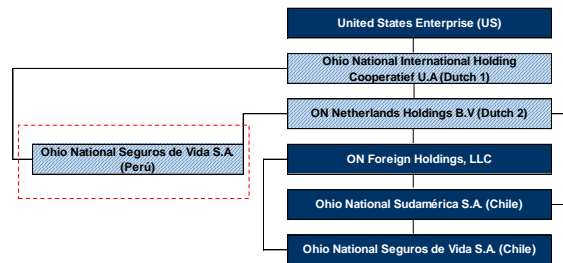 United States Enterprise (US)
Ohio National International Holding
Cooperatief U.A (Dutch 1)
ON Netherlands Holdings B.V (Dutch 2)
Ohio National Seguros de Vida S.A.
(Perú)
ON Foreign Holdings, LLC
Ohio National Sudamérica S.A. (Chile)
Ohio National Seguros de Vida S.A. (Chile)